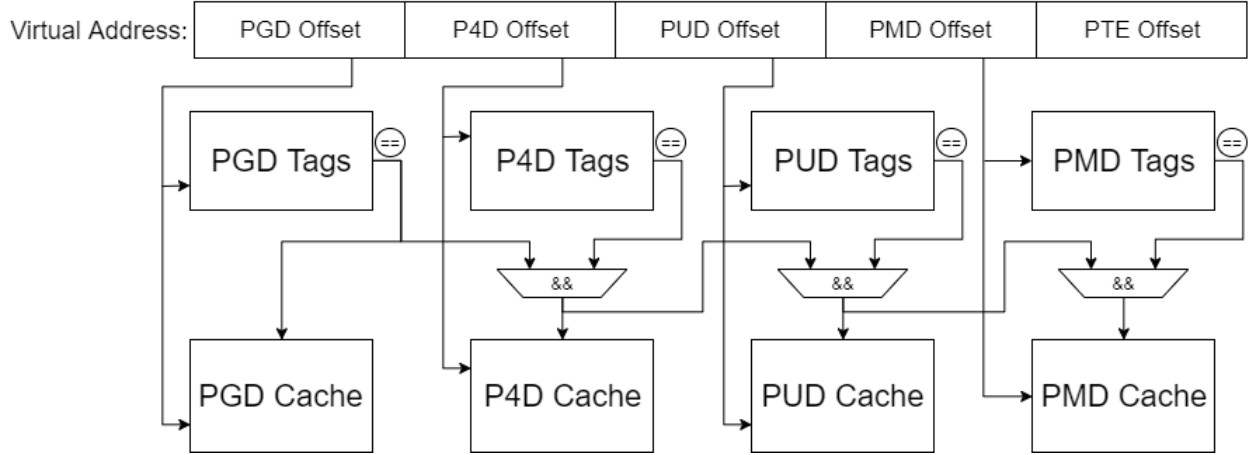 Virtual Address: PGD Offset P4D Offset PUD Offset PMD Offset PTE Offset
PGD Tags == P4D Tags == PUD Tags == PMD Tags ==
&& && &&
PGD Cache P4D Cache PUD Cache PMD Cache